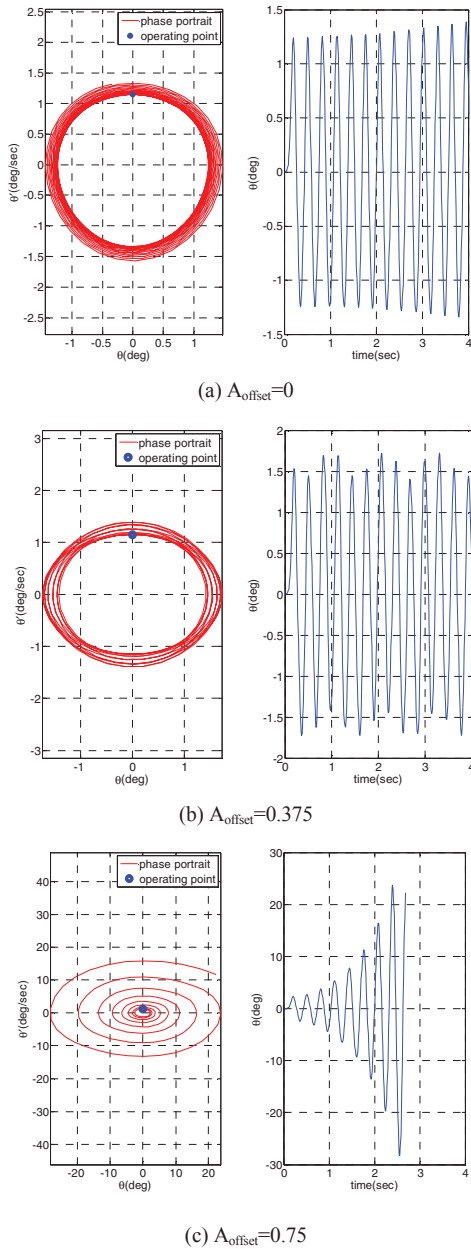 2.5
2
1.5
1
0.5
0
-0.5
-1
-1.5
-2
-2.5
θ'(deg/sec)
phase portrait
operating point
-1 -0.5 0 0.5 1
θ(deg)
1.5
1
0.5
0
-0.5
-1
-1.5
θ(deg)
0 1 2 3 4
time(sec)
(a) Aoffset=0
3
2
1
0
-1
-2
-3
θ'(deg/sec)
phase portrait
operating point
-1 0 1
θ(deg)
2
1.5
1
0.5
0
-0.5
-1
-1.5
-2
θ(deg)
0 1 2 3 4
time(sec)
(b) Aoffset=0.375
40
30
20
10
0
-10
-20
-30
-40
θ'(deg/sec)
phase portrait
operating point
-20 -10 0 10 20
θ(deg)
30
20
10
0
-10
-20
-30
θ(deg)
0 1 2 3 4
time(sec)
(c) Aoffset=0.75